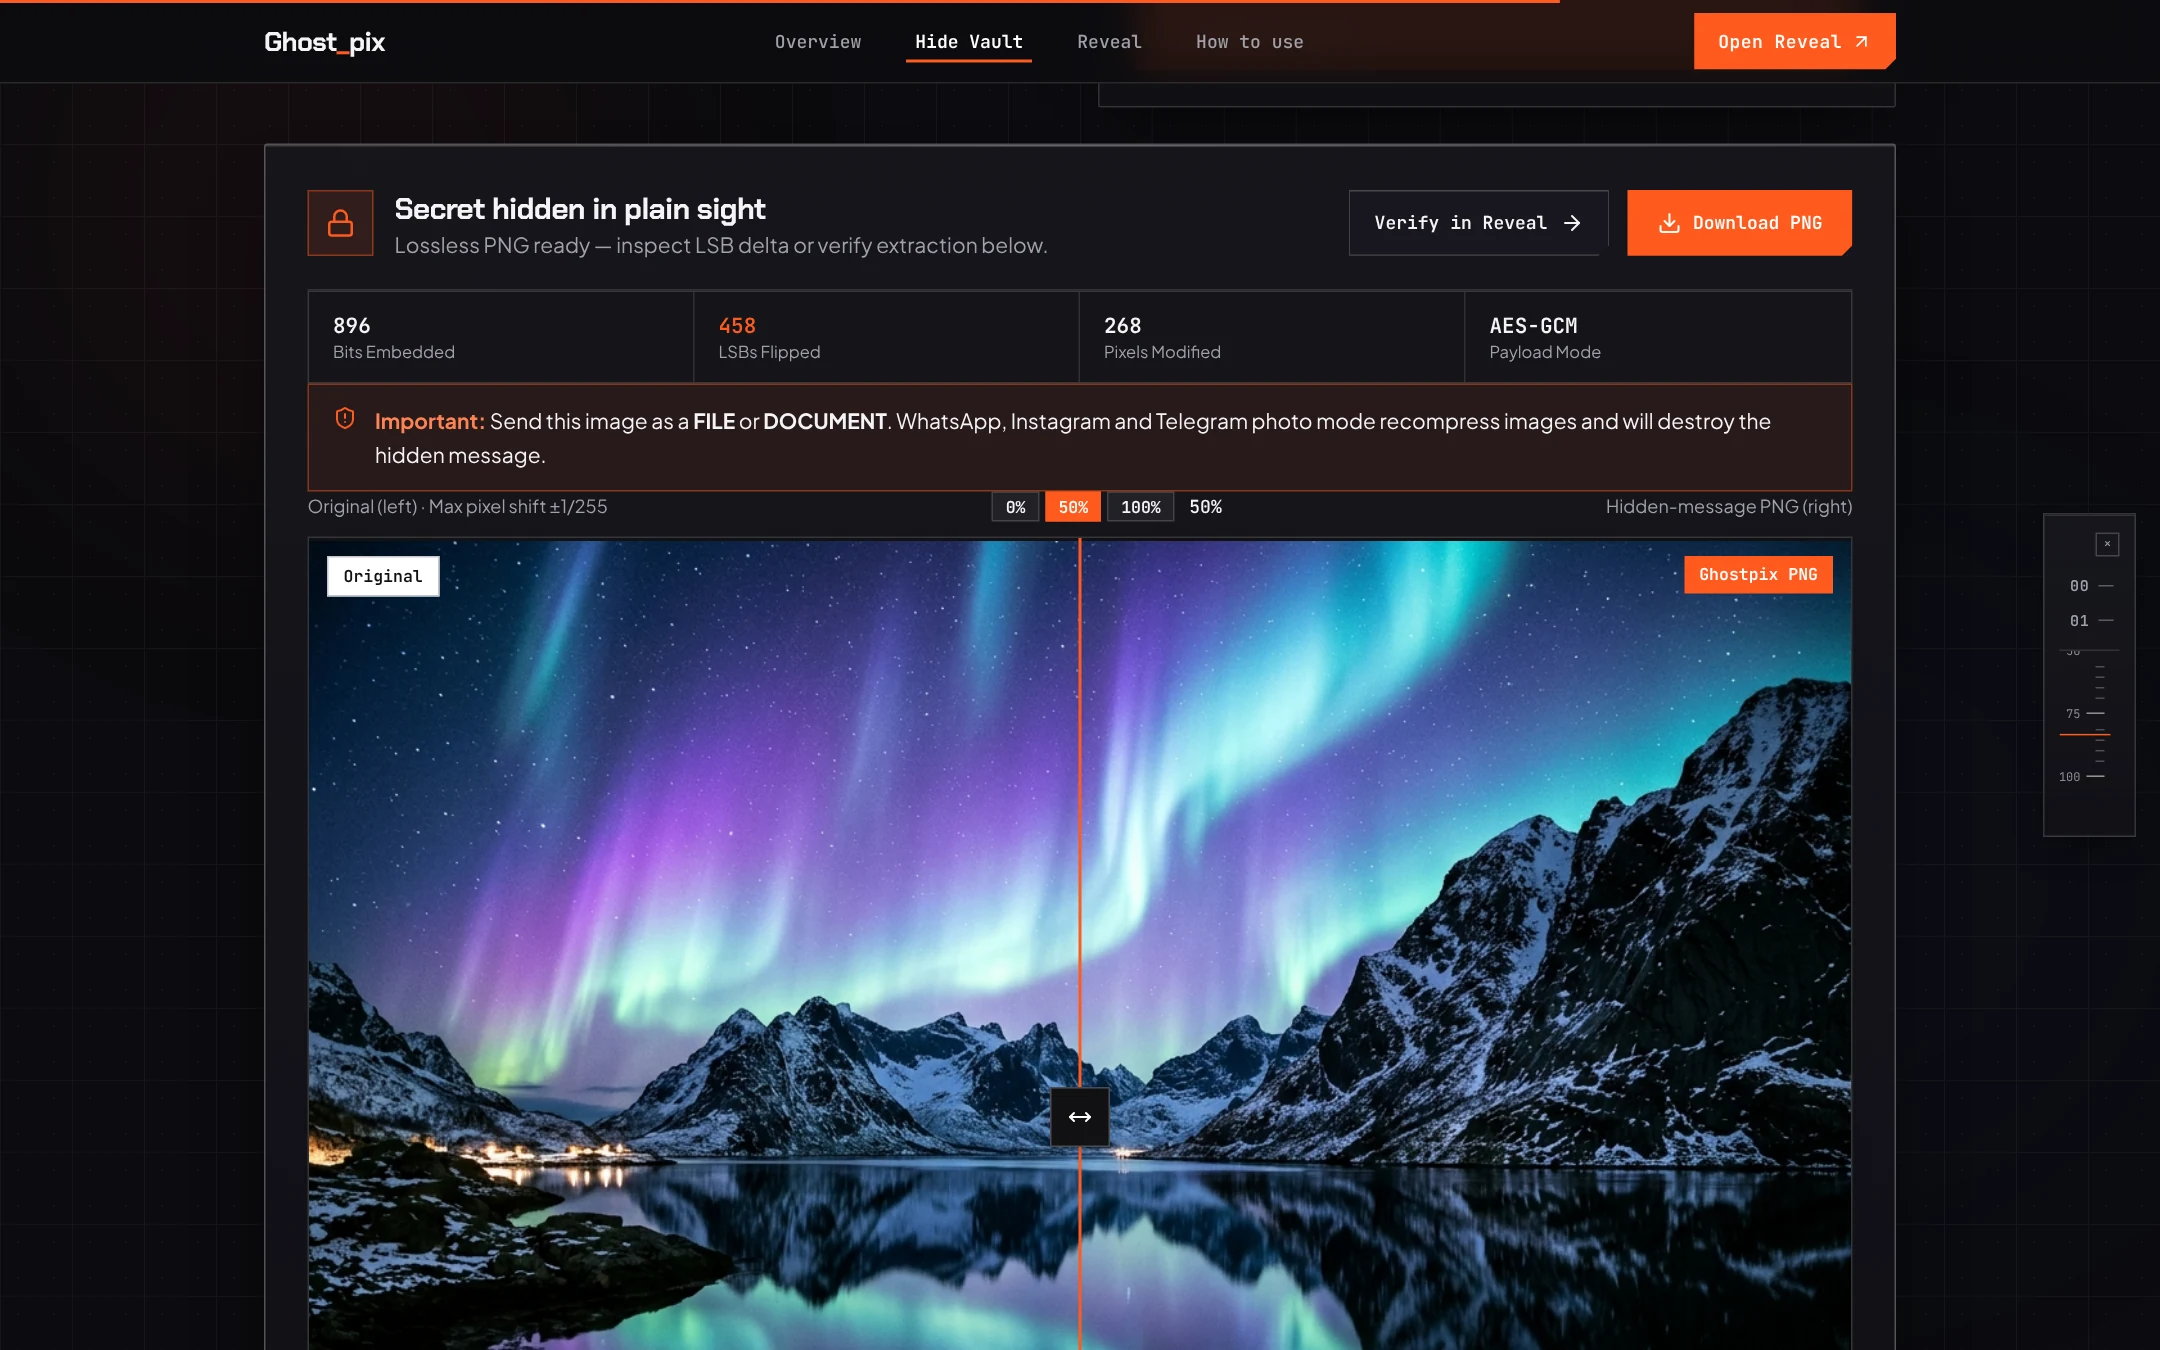 Ghost_pix
Overview
Hide Vault
Reveal
How to use
Open Reveal
Secret hidden in plain sight
Lossless PNG ready — inspect LSB delta or verify extraction below.
Verify in Reveal
Download PNG
896
Bits Embedded
458
LSBs Flipped
268
Pixels Modified
AES-GCM
Payload Mode
Important: Send this image as a FILE or DOCUMENT. WhatsApp, Instagram and Telegram photo mode recompress images and will destroy the
hidden message.
Original (left) · Max pixel shift ±1/255
0%
50%
100%
50%
Hidden-message PNG (right)
Original
Ghostpix PNG
00
01
75
100